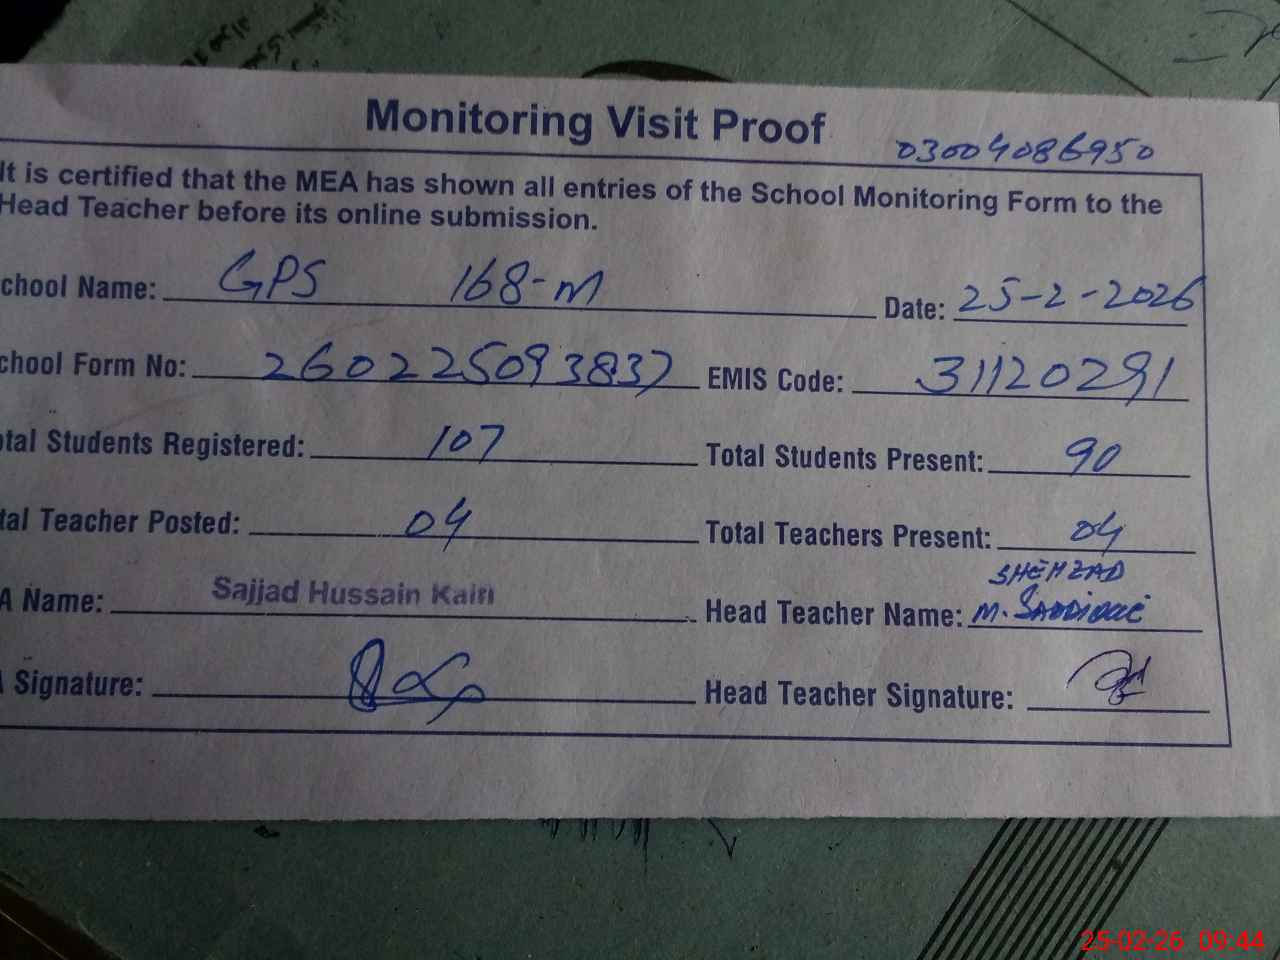 Monitoring Visit Proof
03004086950
It is certified that the MEA has shown all entries of the School Monitoring Form to the
Head Teacher before its online submission.
chool Name: GPS 168-M Date: 25-2-2026
chool Form No: 260225093837 EMIS Code: 31120291
otal Students Registered: 107 Total Students Present: 90
tal Teacher Posted: 04 Total Teachers Present: 04
SHEHZAD
A Name: Sajjad Hussain Kairi Head Teacher Name: M.
Signature: Head Teacher Signature:
25-02-26 09:44